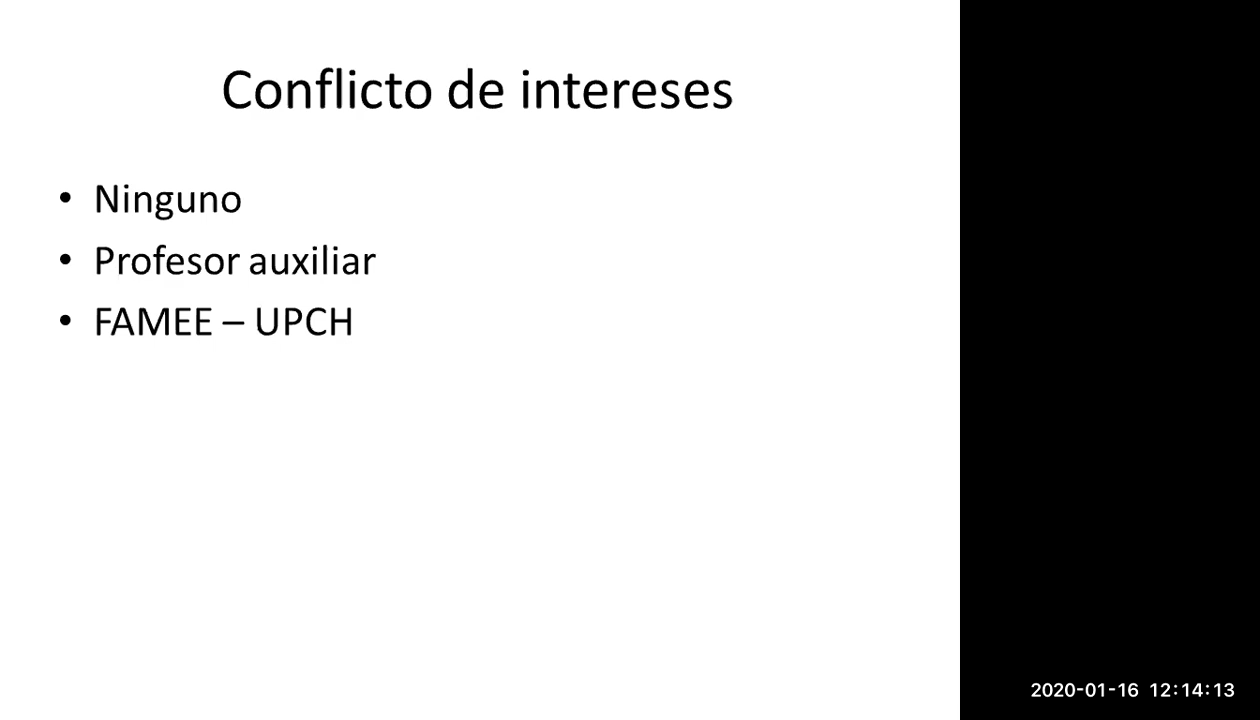 Conflicto de intereses
• Ninguno
• Profesor auxiliar
• FAMEE – UPCH
2020-01-16 12:14:13